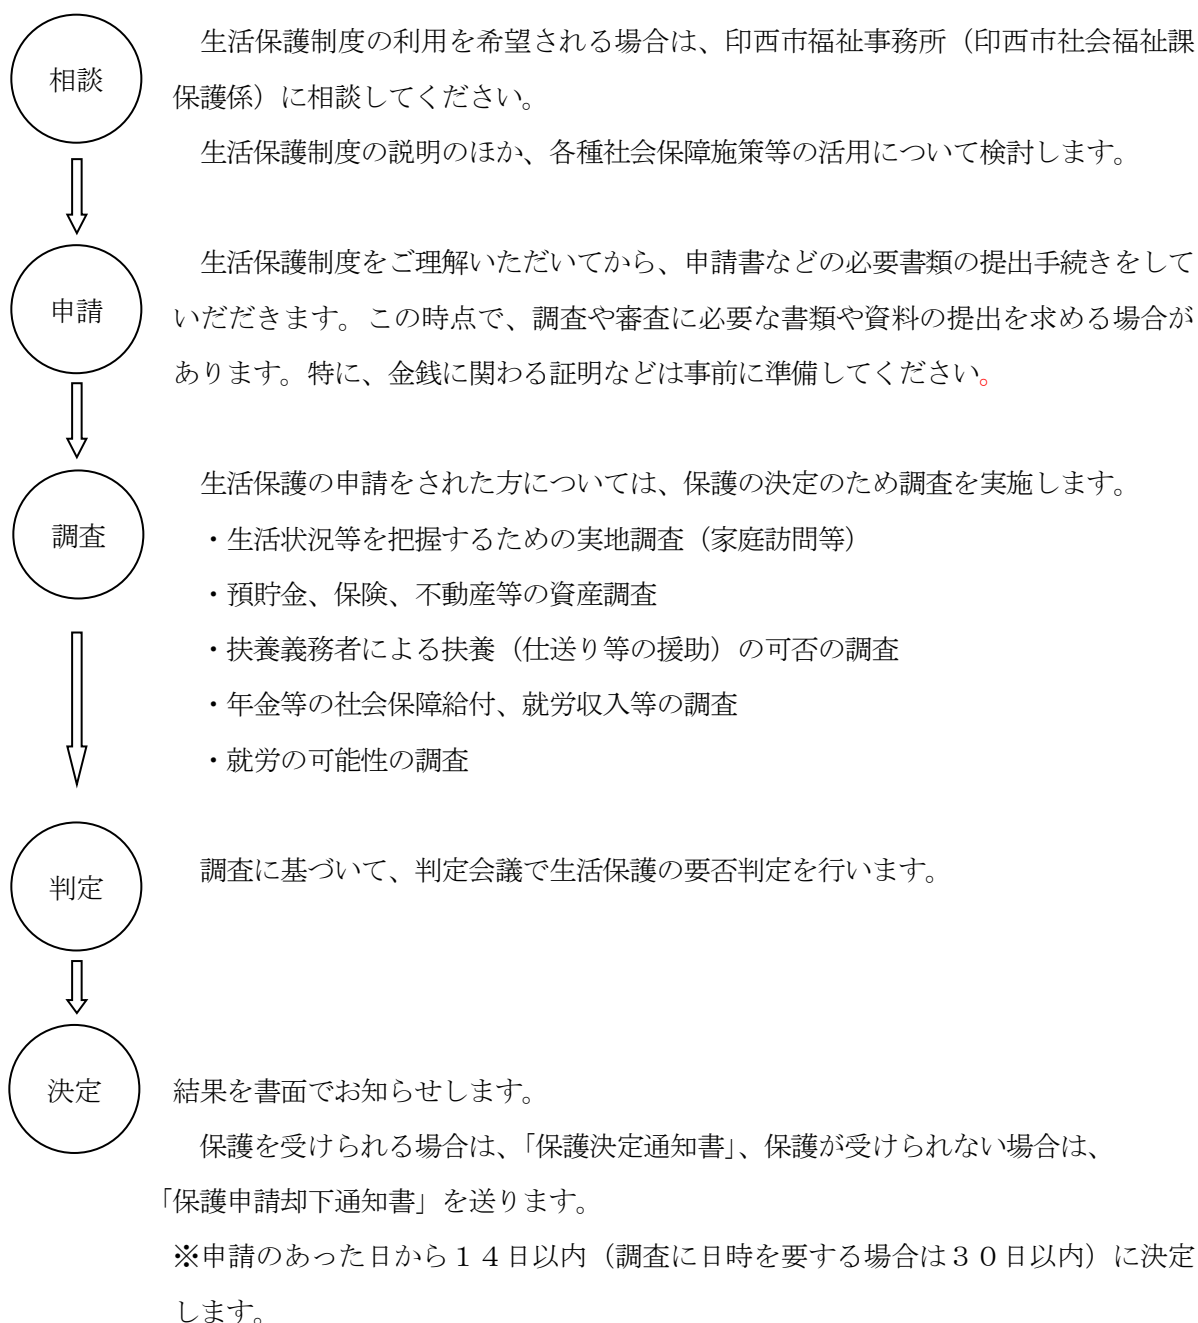 相談
生活保護制度の利用を希望される場合は、印西市福祉事務所（印西市社会福祉課
保護係）に相談してください。
生活保護制度の説明のほか、各種社会保障施策等の活用について検討します。
申請
生活保護制度をご理解いただいてから、申請書などの必要書類の提出手続きをして
いだだきます。この時点で、調査や審査に必要な書類や資料の提出を求める場合が
あります。特に、金銭に関わる証明などは事前に準備してください。
調査
生活保護の申請をされた方については、保護の決定のため調査を実施します。
・生活状況等を把握するための実地調査（家庭訪問等）
・預貯金、保険、不動産等の資産調査
・扶養義務者による扶養（仕送り等の援助）の可否の調査
・年金等の社会保障給付、就労収入等の調査
・就労の可能性の調査
判定
調査に基づいて、判定会議で生活保護の要否判定を行います。
決定
結果を書面でお知らせします。
保護を受けられる場合は、「保護決定通知書」、保護が受けられない場合は、
「保護申請却下通知書」を送ります。
※申請のあった日から１４日以内（調査に日時を要する場合は３０日以内）に決定
します。